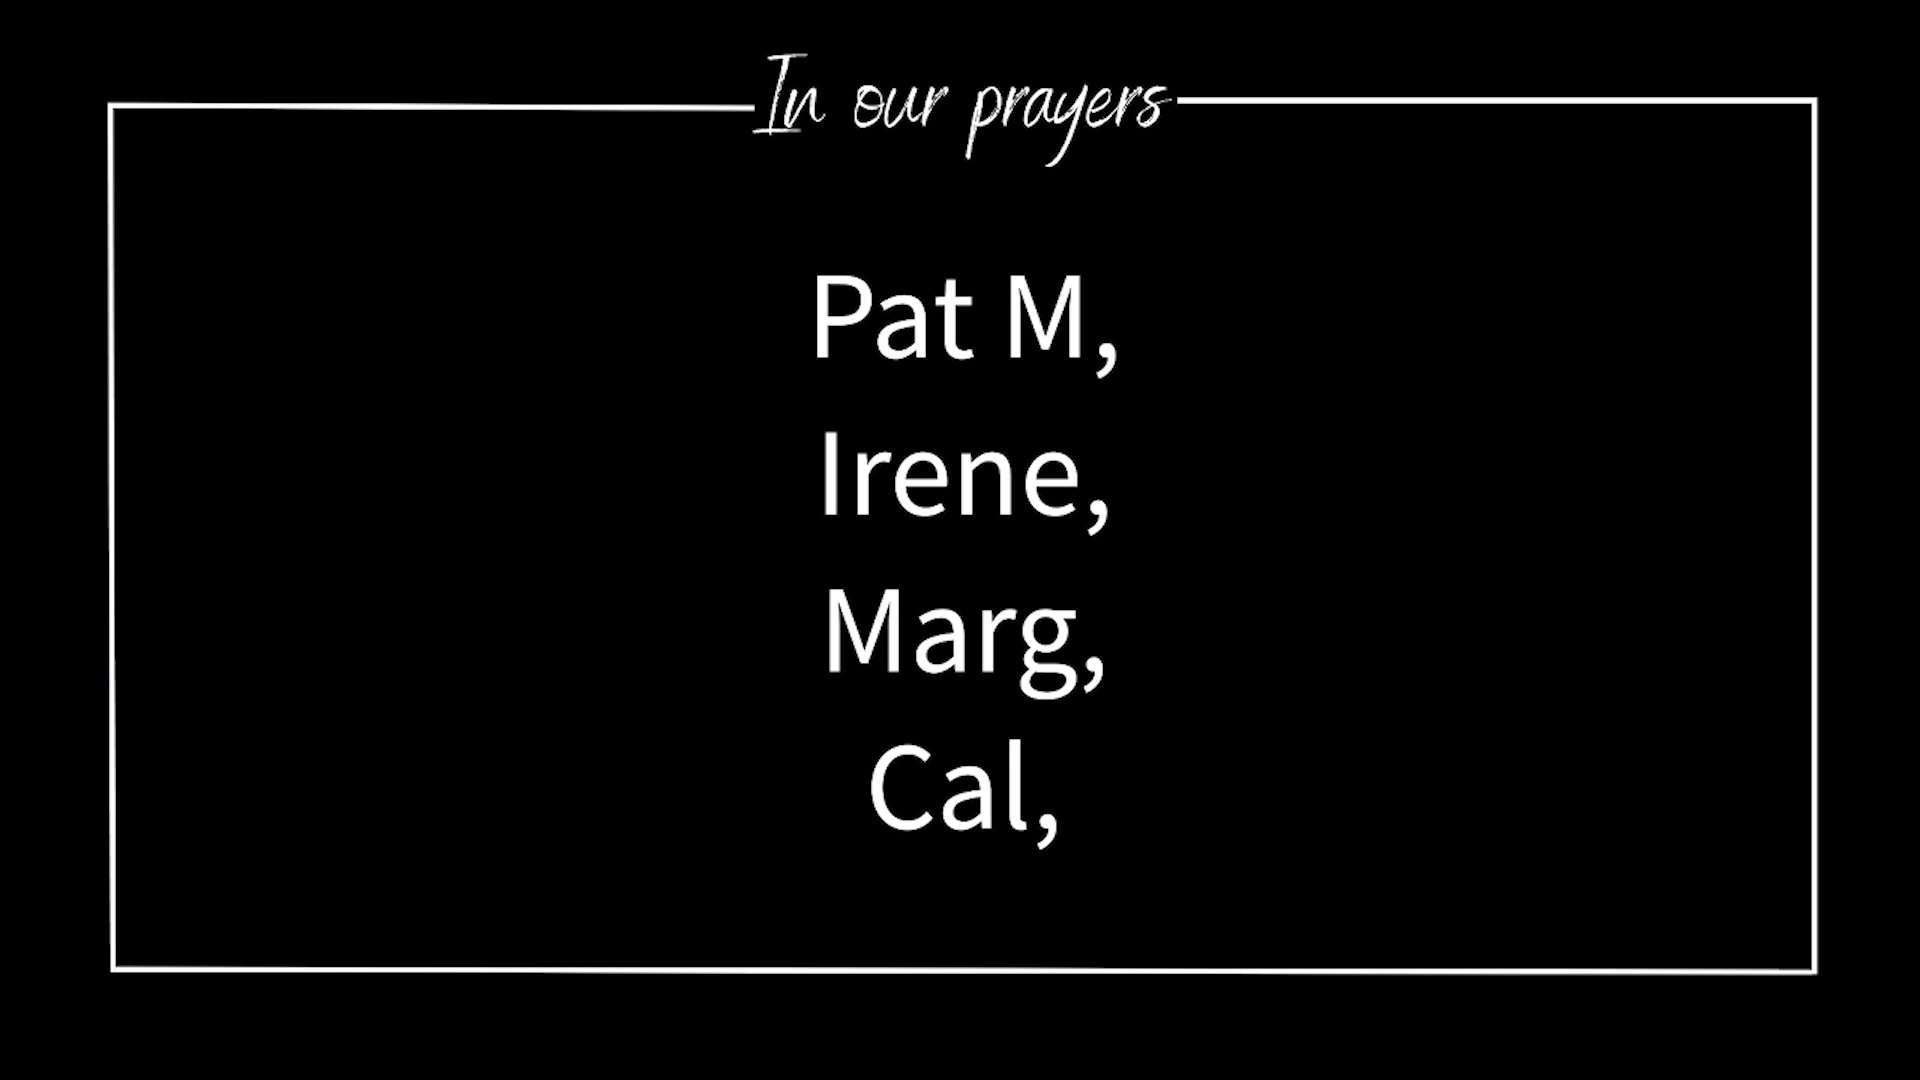 In our prayers
Pat M,
Irene,
Marg,
Cal,